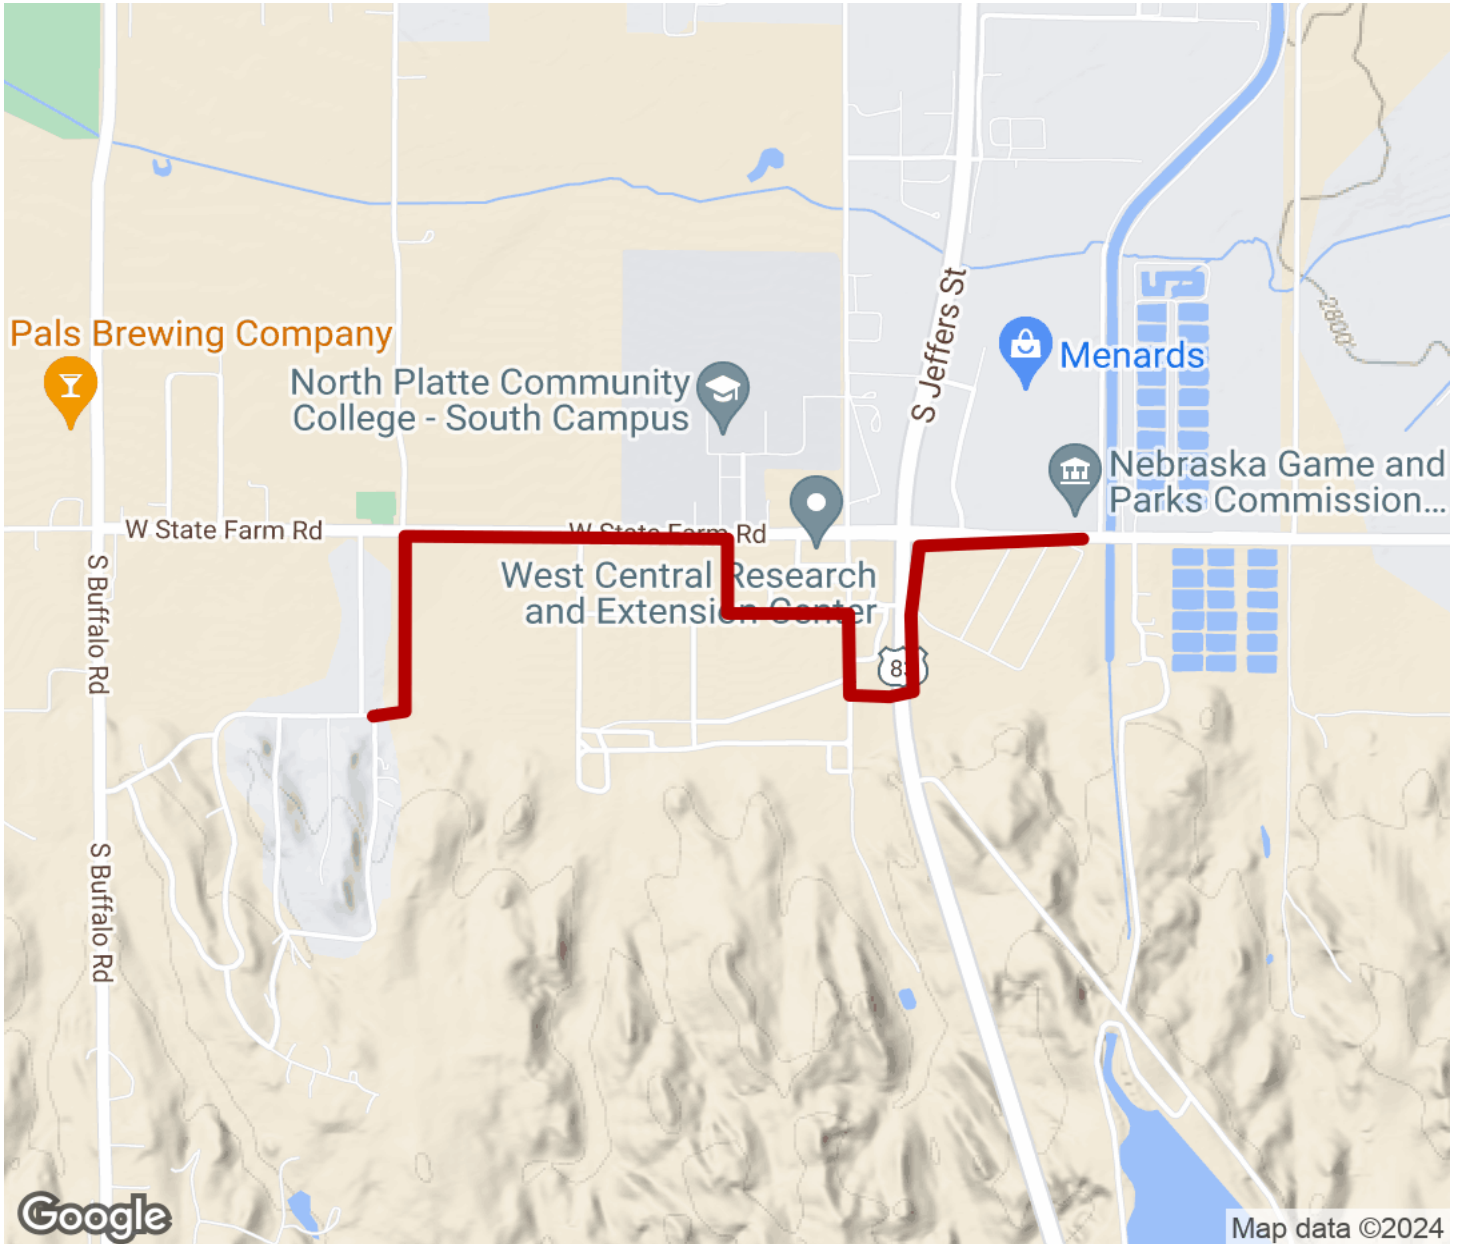 S Jeffers St
2800'
Pals Brewing Company
Menards
North Platte Community
College - South Campus
Nebraska Game and
Parks Commission...
W State Farm Rd
W State Farm Rd
West Central Research
and Extension Center
S Buffalo Rd
83
S Buffalo Rd
Google
Map data ©2024